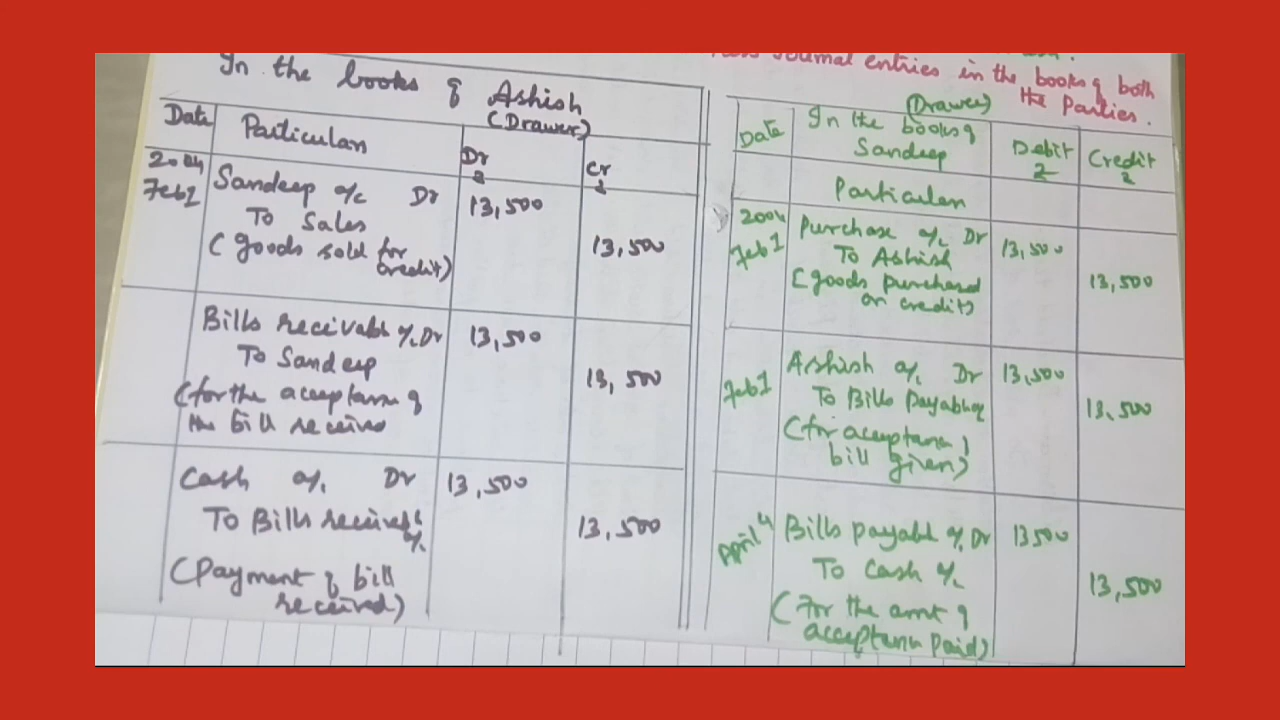 Journal entries in the books of both
the Parties.
In the books of Ashish
(Drawer)
Date
Particulars
Dr
Cr
2004
Feb 1
Sandeep a/c Dr
13,500
To Sales
13,500
(goods sold for
credit)
Bills receivable a/c Dr
13,500
To Sandeep
13,500
(for the acceptance of
the bill received
Cash a/c Dr
13,500
To Bills received
a/c
13,500
(Payment of bill
received)
(Drawee)
Date
In the books of
Sandeep
Debit
Credit
Particulars
2004
Feb 1
Purchase a/c Dr
13,500
To Ashish
13,500
(goods purchased
on credit)
Feb 1
Ashish a/c Dr
13,500
To Bills Payable
13,500
(for acceptance
bill given)
April 4
Bills payable a/c Dr
13500
To Cash a/c
13,500
(For the amt of
acceptance paid)